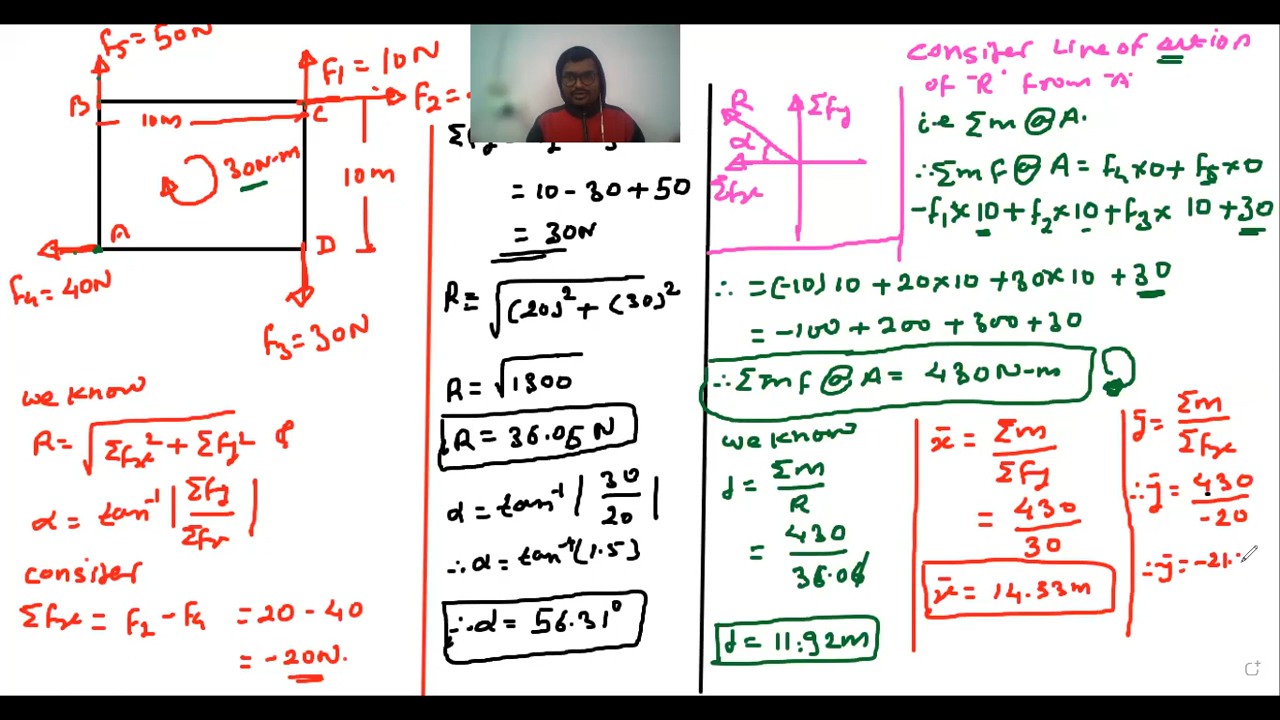 F5 = 50N
F1 = 10N
B
10m
C
F2 =
30N-m
10m
A
D
F4 = 40N
F3 = 30N
we know
R = √ΣFx² + ΣFy² &
α = tan⁻¹ |ΣFy / ΣFx|
Consider
ΣFx = F2 - F4 = 20 - 40
= -20N.
= 10 - 30 + 50
= 30N
R = √(20)² + (30)²
R = √1300
∴ R = 36.05 N
α = tan⁻¹ |30 / 20|
∴ α = tan⁻¹(1.5)
∴ α = 56.31°
R
ΣFy
α
ΣFx
Consider Line of action
of "R" from "A"
i.e ΣM @ A.
∴ ΣMF @ A = F4 × 0 + F5 × 0
- F1 × 10 + F2 × 10 + F3 × 10 + 30
∴ = (-10) 10 + 20 × 10 + 30 × 10 + 30
= -100 + 200 + 300 + 30
∴ ΣMF @ A = 430 N-m
we know
d = ΣM / R
= 430 / 36.06
d = 11.92m
x̄ = ΣM / ΣFy
= 430 / 30
x̄ = 14.33m
ȳ = ΣM / ΣFx
∴ ȳ = 430 / -20
∴ ȳ = -21.